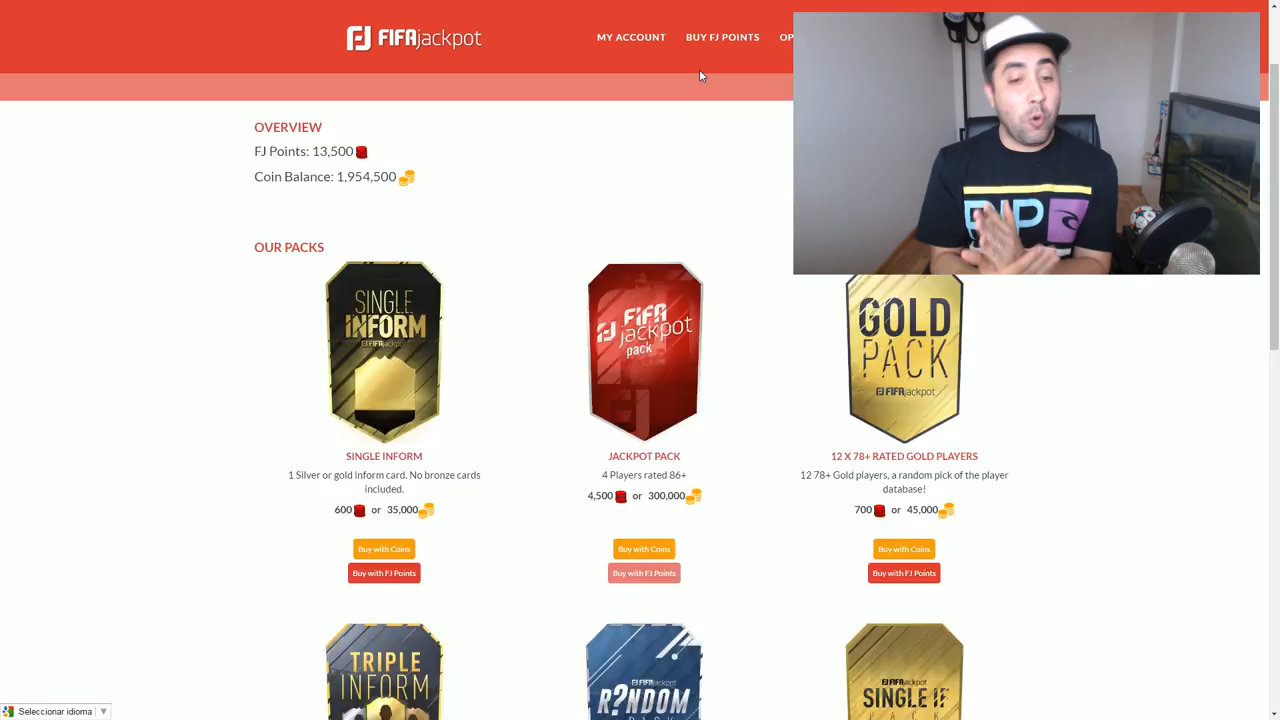 FIFAjackpot
MY ACCOUNT
BUY FJ POINTS
OP
OVERVIEW
FJ Points: 13,500
Coin Balance: 1,954,500
OUR PACKS
SINGLE
INFORM
FIFAjackpot
FIFA
jackpot
pack
GOLD
PACK
FIFAjackpot
SINGLE INFORM
1 Silver or gold inform card. No bronze cards
included.
600 or 35,000
Buy with Coins
Buy with FJ Points
JACKPOT PACK
4 Players rated 86+
4,500 or 300,000
Buy with Coins
Buy with FJ Points
12 X 78+ RATED GOLD PLAYERS
12 78+ Gold players, a random pick of the player
database!
700 or 45,000
Buy with Coins
Buy with FJ Points
TRIPLE
INFORM
FIFAjackpot
R?NDOM
FIFAjackpot
SINGLE IF
Seleccionar idioma